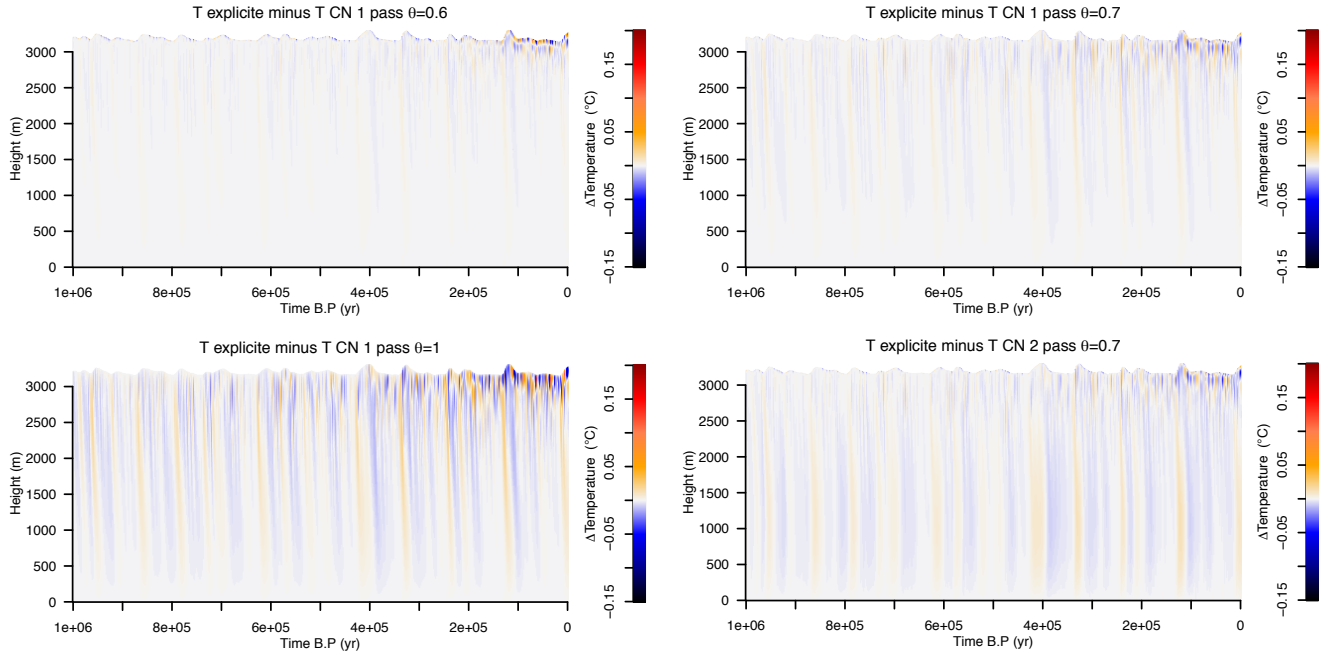 T explicite minus T CN 1 pass θ=0.6
3000
2500
2000
1500
1000
500
0
Height (m)
1e+06 8e+05 6e+05 4e+05 2e+05 0
Time B.P (yr)
0.15
0.05
−0.05
−0.15
ΔTemperature (°C)
T explicite minus T CN 1 pass θ=0.7
3000
2500
2000
1500
1000
500
0
Height (m)
1e+06 8e+05 6e+05 4e+05 2e+05 0
Time B.P (yr)
0.15
0.05
−0.05
−0.15
ΔTemperature (°C)
T explicite minus T CN 1 pass θ=1
3000
2500
2000
1500
1000
500
0
Height (m)
1e+06 8e+05 6e+05 4e+05 2e+05 0
Time B.P (yr)
0.15
0.05
−0.05
−0.15
ΔTemperature (°C)
T explicite minus T CN 2 pass θ=0.7
3000
2500
2000
1500
1000
500
0
Height (m)
1e+06 8e+05 6e+05 4e+05 2e+05 0
Time B.P (yr)
0.15
0.05
−0.05
−0.15
ΔTemperature (°C)